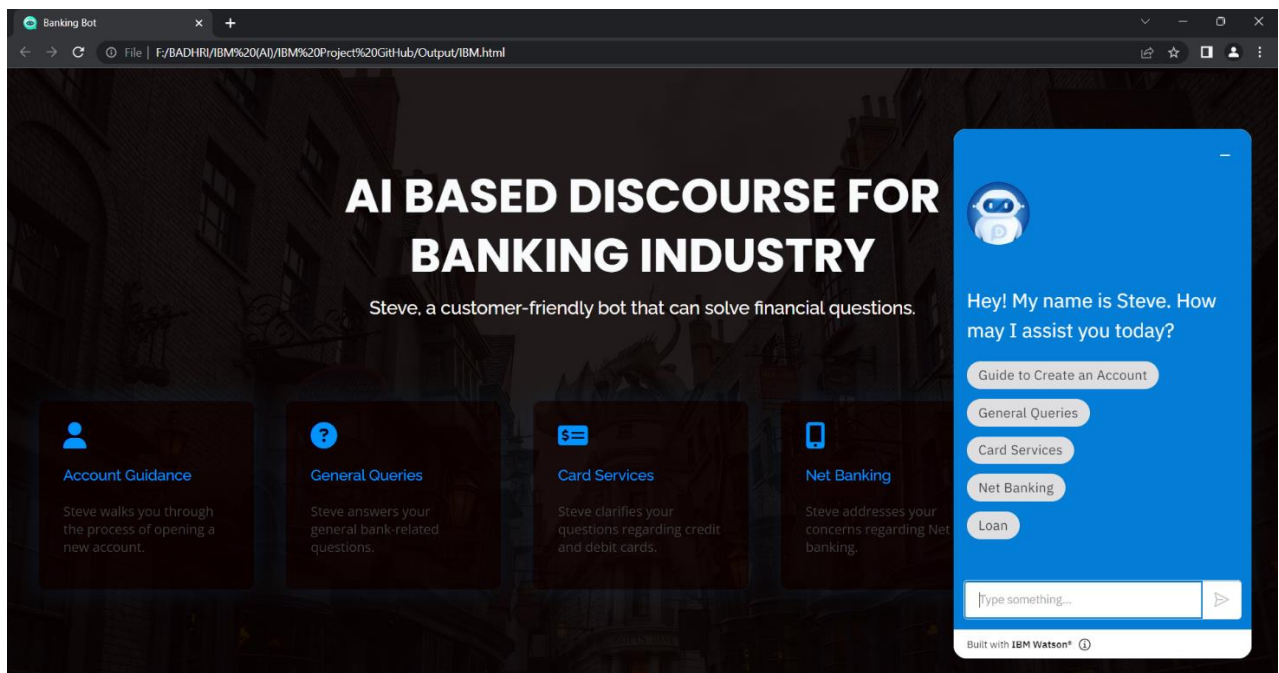 Banking Bot
File | F:/BADHRI/IBM%20(AI)/IBM%20Project%20GitHub/Output/IBM.html
AI BASED DISCOURSE FOR
BANKING INDUSTRY
Steve, a customer-friendly bot that can solve financial questions.
Account Guidance
Steve walks you through
the process of opening a
new account.
General Queries
Steve answers your
general bank-related
questions.
Card Services
Steve clarifies your
questions regarding credit
and debit cards.
Net Banking
Steve addresses your
concerns regarding Net
banking.
Hey! My name is Steve. How
may I assist you today?
Guide to Create an Account
General Queries
Card Services
Net Banking
Loan
Type something...
Built with IBM Watson®